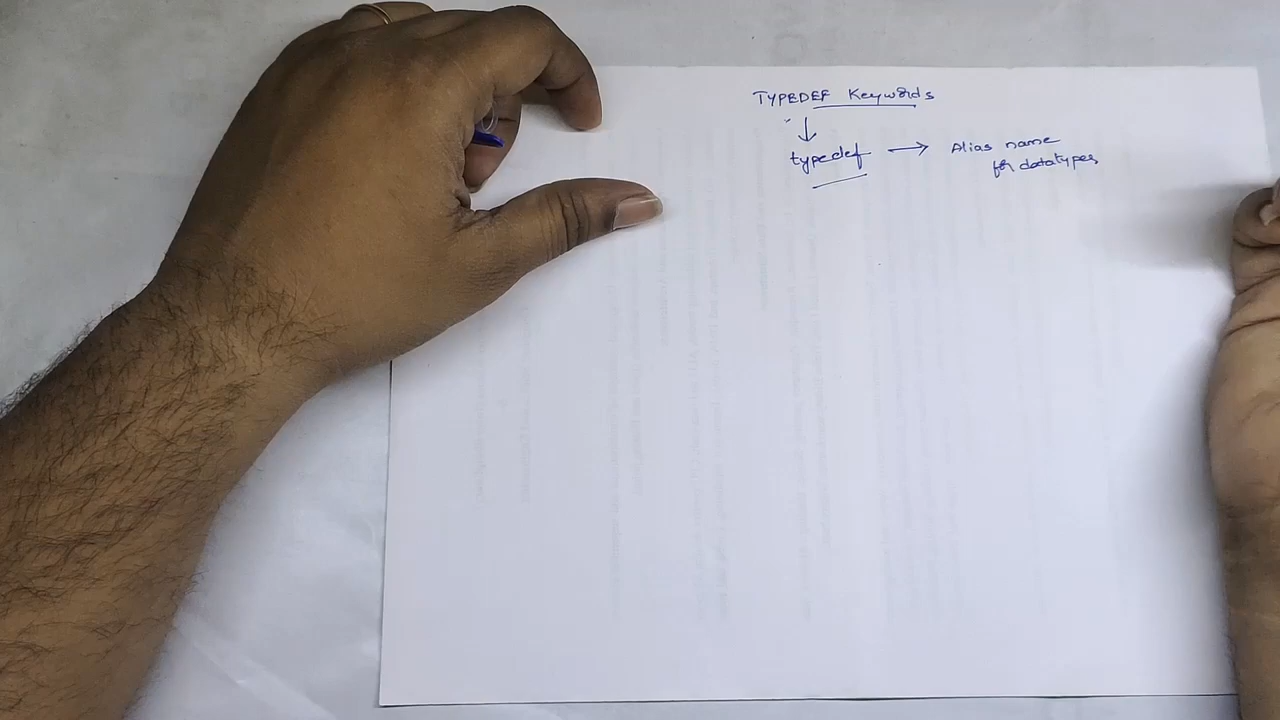 TYPEDEF Keywords
↓
typedef → Alias name
for datatypes